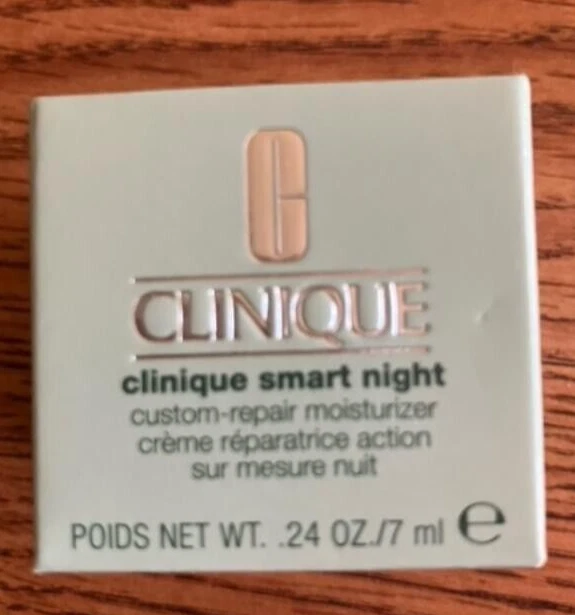 C
CLINIQUE
clinique smart night
custom-repair moisturizer
crème réparatrice action
sur mesure nuit
POIDS NET WT. .24 OZ./7 ml ℮